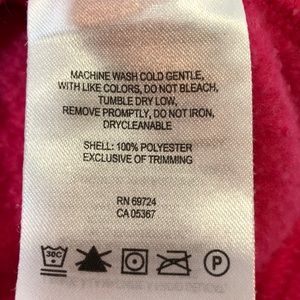 MACHINE WASH COLD GENTLE,
WITH LIKE COLORS, DO NOT BLEACH,
TUMBLE DRY LOW,
REMOVE PROMPTLY, DO NOT IRON,
DRYCLEANABLE
SHELL: 100% POLYESTER
EXCLUSIVE OF TRIMMING
RN 69724
CA 05367
30C
P